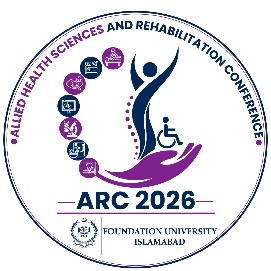 ALLIED HEALTH SCIENCES AND REHABILITATION CONFERENCE
ARC 2026
FOUNDATION UNIVERSITY
ISLAMABAD